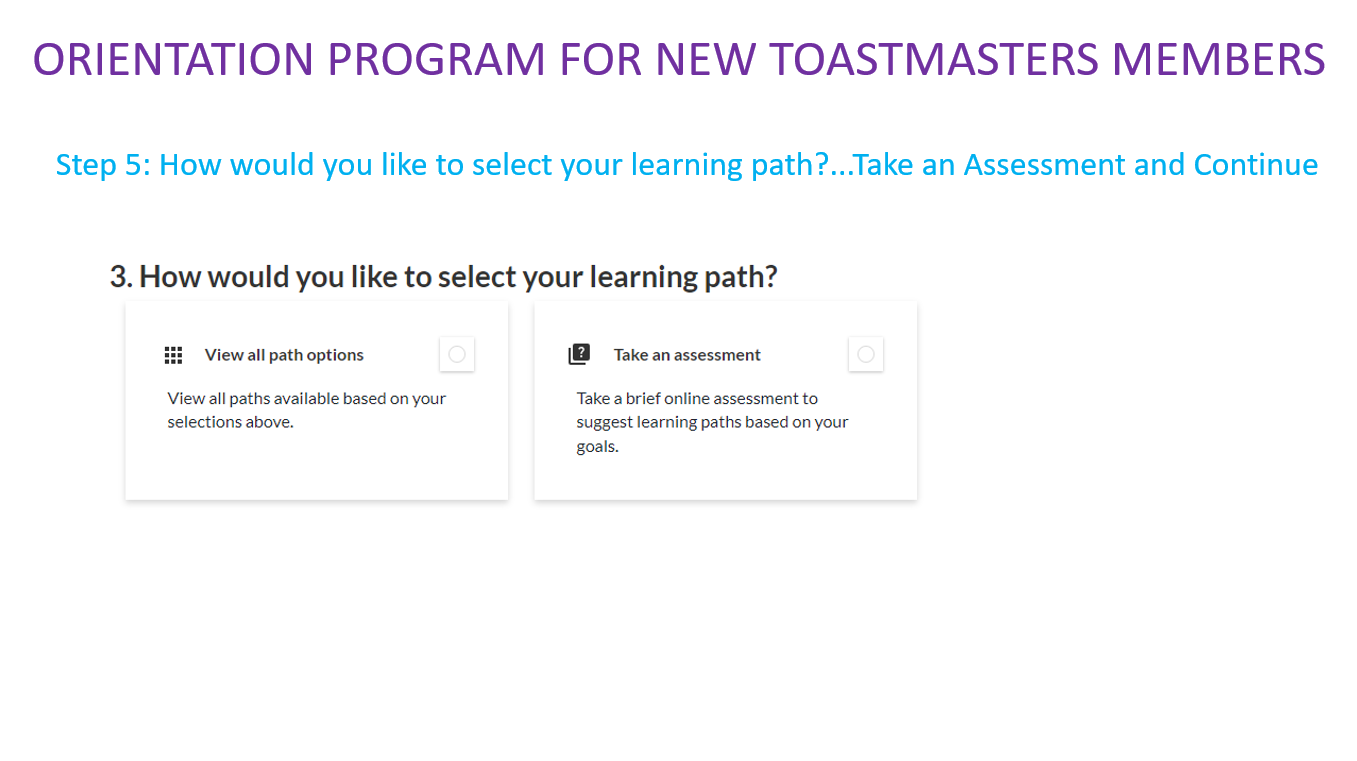 ORIENTATION PROGRAM FOR NEW TOASTMASTERS MEMBERS
Step 5: How would you like to select your learning path?...Take an Assessment and Continue
3. How would you like to select your learning path?
View all path options
View all paths available based on your
selections above.
Take an assessment
Take a brief online assessment to
suggest learning paths based on your
goals.